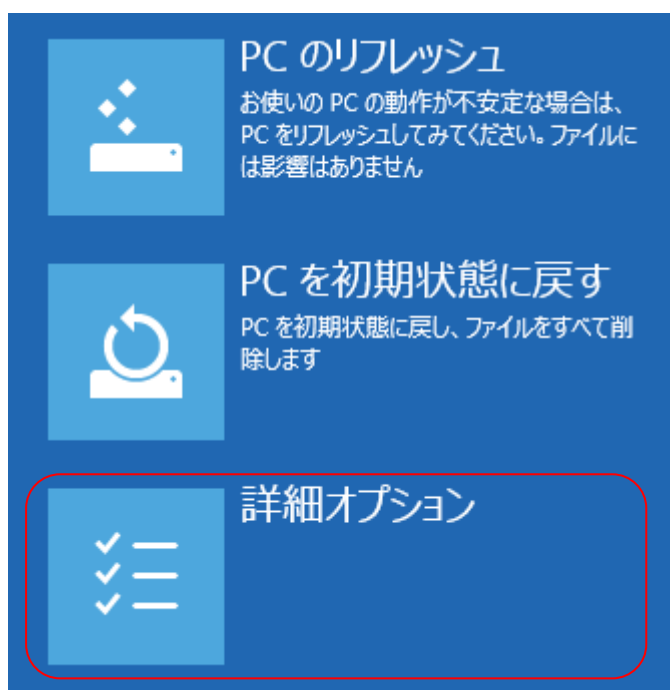 PC のリフレッシュ
お使いの PC の動作が不安定な場合は、
PC をリフレッシュしてみてください。ファイルに
は影響はありません
PC を初期状態に戻す
PC を初期状態に戻し、ファイルをすべて削
除します
詳細オプション